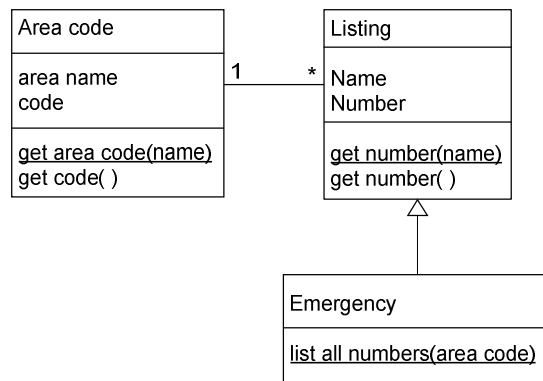 Area code
area name
code
get area code(name)
get code( )
1
*
Listing
Name
Number
get number(name)
get number( )
Emergency
list all numbers(area code)